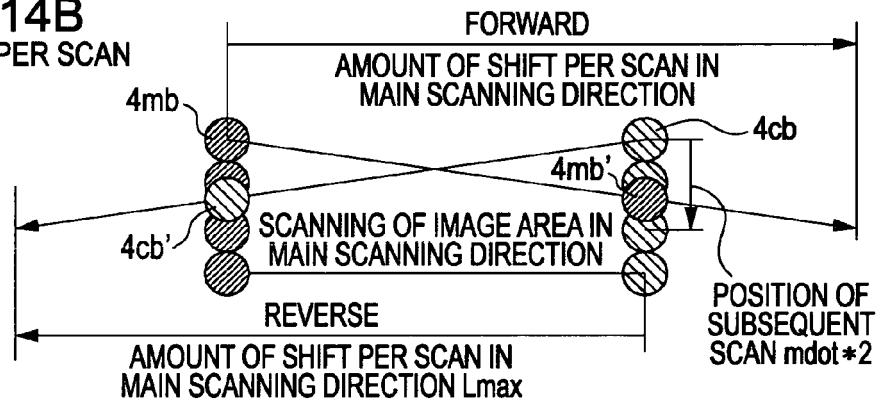 14B
PER SCAN
FORWARD
AMOUNT OF SHIFT PER SCAN IN
MAIN SCANNING DIRECTION
4mb
4cb
4mb'
4cb'
SCANNING OF IMAGE AREA IN
MAIN SCANNING DIRECTION
REVERSE
AMOUNT OF SHIFT PER SCAN IN
MAIN SCANNING DIRECTION Lmax
POSITION OF
SUBSEQUENT
SCAN mdot*2